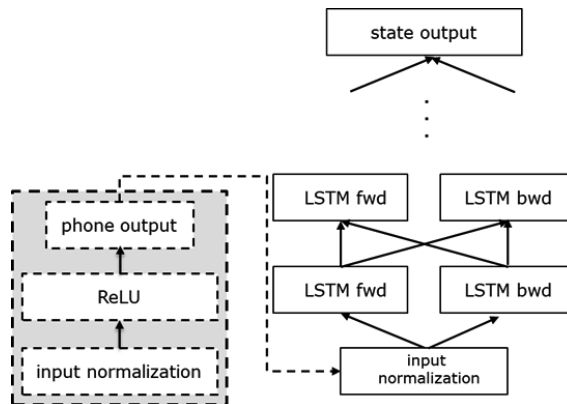 state output
LSTM fwd
LSTM bwd
phone output
LSTM fwd
LSTM bwd
ReLU
input normalization
input
normalization